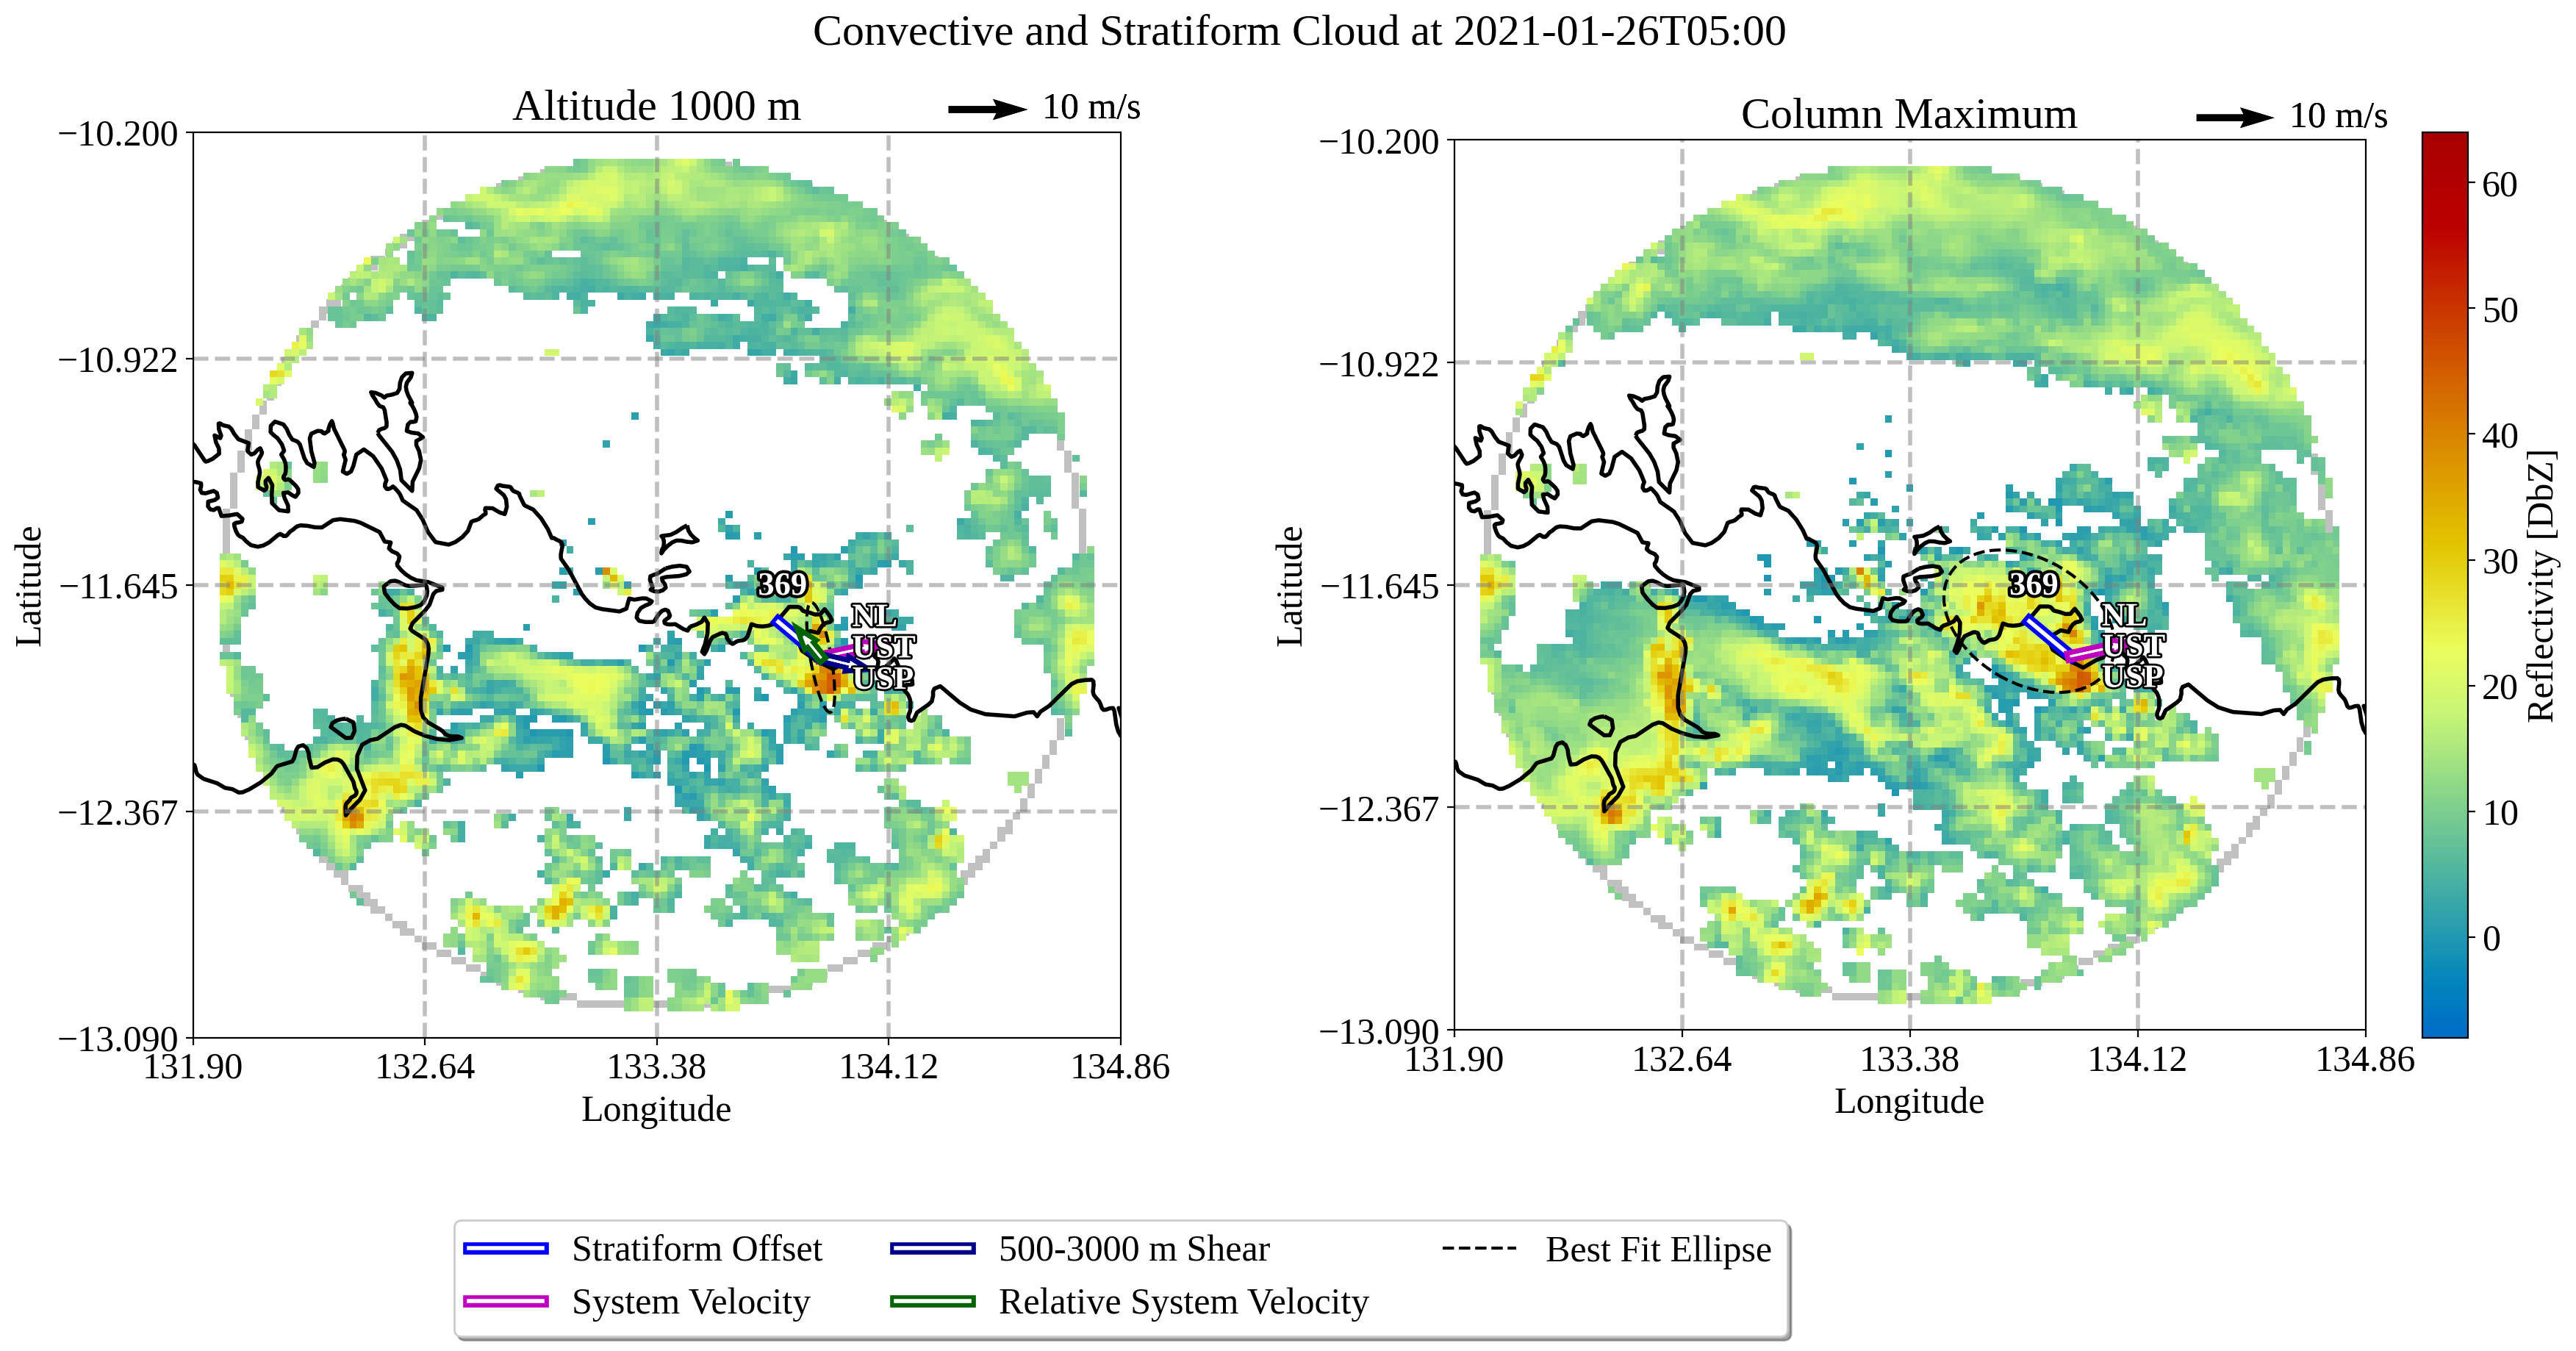 Convective and Stratiform Cloud at 2021-01-26T05:00
Altitude 1000 m
10 m/s
−10.200
−10.922
−11.645
−12.367
−13.090
131.90
132.64
133.38
134.12
134.86
Latitude
Longitude
369
NL
UST
USP
Column Maximum
10 m/s
−10.200
−10.922
−11.645
−12.367
−13.090
131.90
132.64
133.38
134.12
134.86
Latitude
Longitude
369
NL
UST
USP
60
50
40
30
20
10
0
Reflectivity [DbZ]
Stratiform Offset
System Velocity
500-3000 m Shear
Relative System Velocity
Best Fit Ellipse